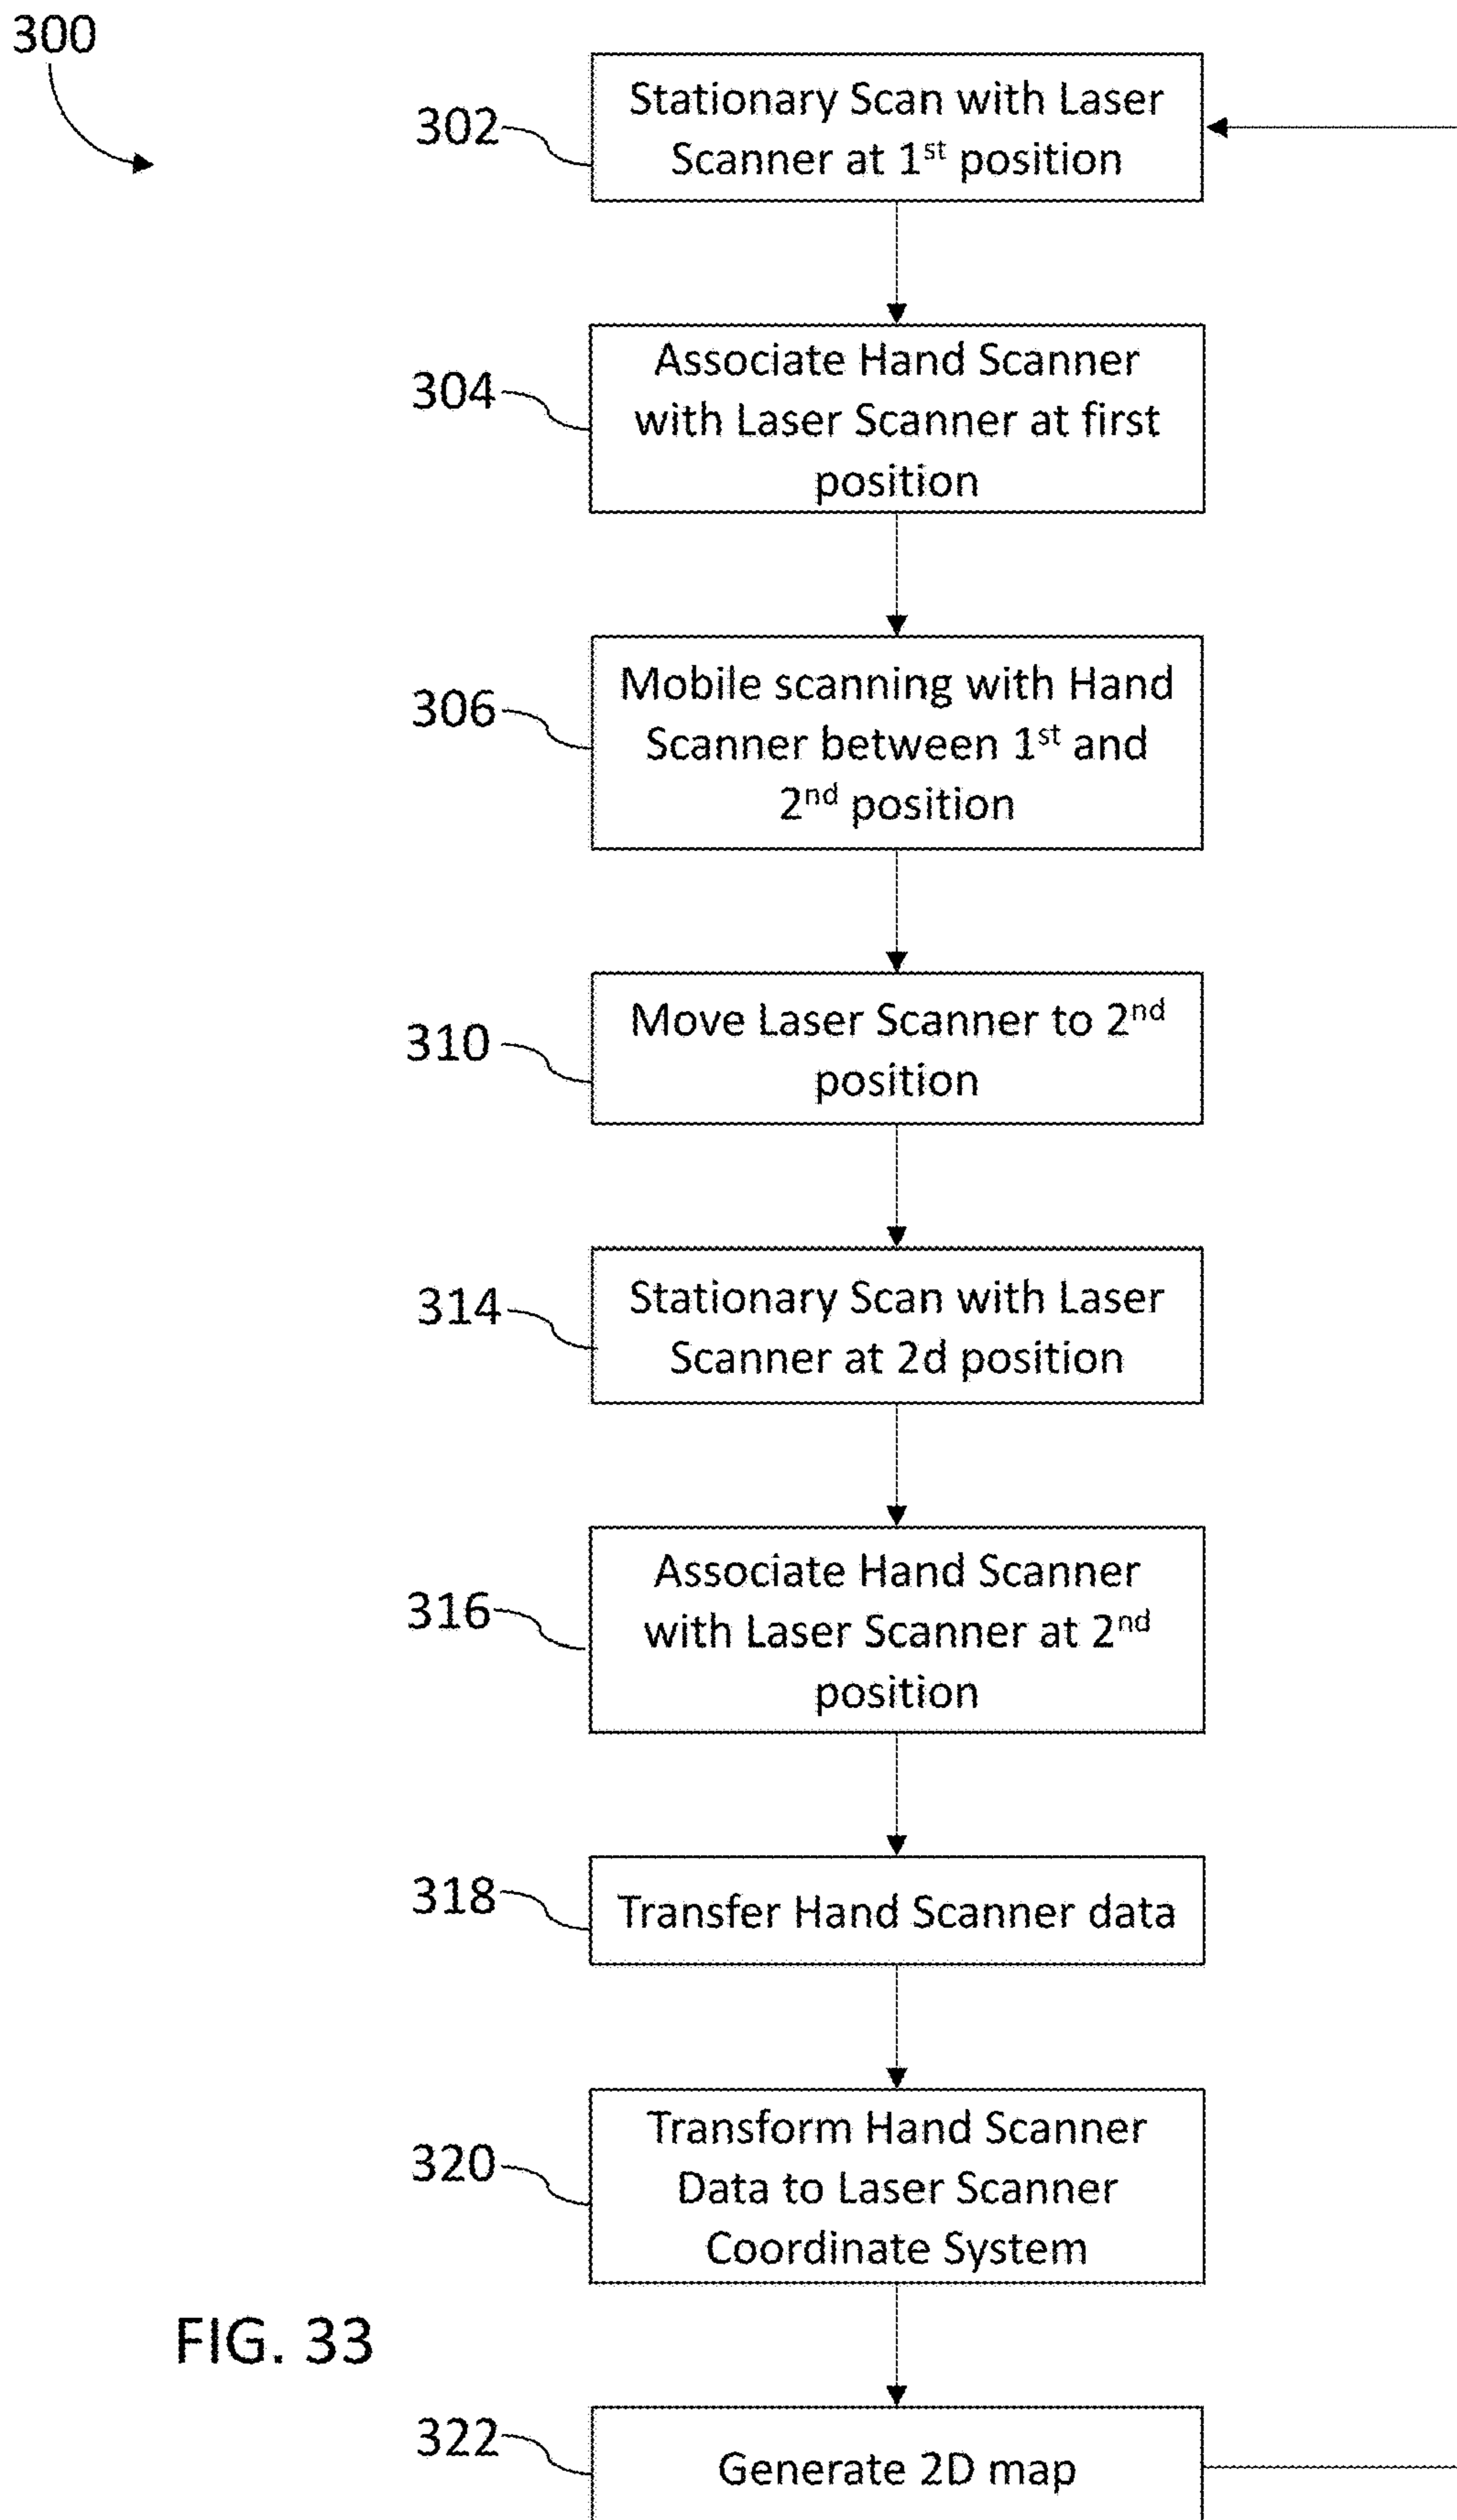 300
302
Stationary Scan with Laser
Scanner at 1st position
304
Associate Hand Scanner
with Laser Scanner at first
position
306
Mobile scanning with Hand
Scanner between 1st and
2nd position
310
Move Laser Scanner to 2nd
position
314
Stationary Scan with Laser
Scanner at 2d position
316
Associate Hand Scanner
with Laser Scanner at 2nd
position
318
Transfer Hand Scanner data
320
Transform Hand Scanner
Data to Laser Scanner
Coordinate System
FIG. 33
322
Generate 2D map